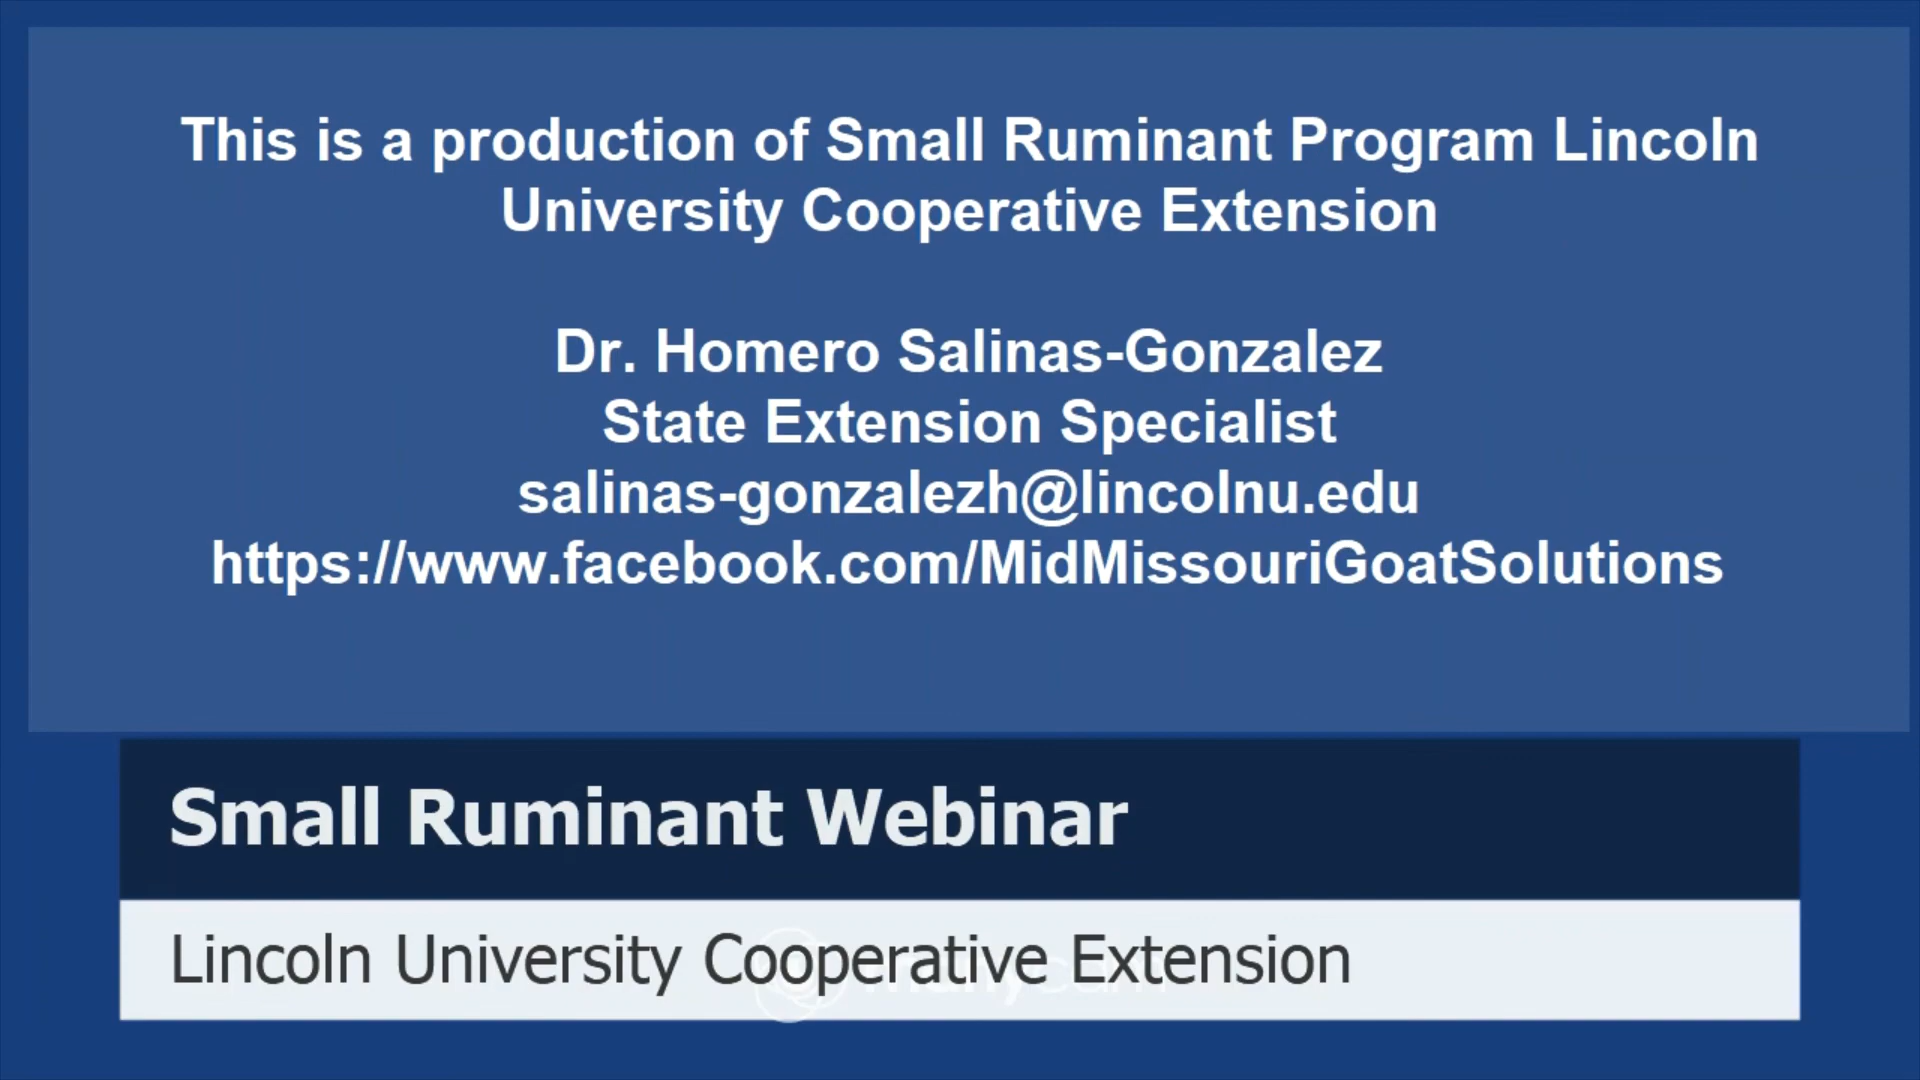 This is a production of Small Ruminant Program Lincoln
University Cooperative Extension
Dr. Homero Salinas-Gonzalez
State Extension Specialist
salinas-gonzalezh@lincolnu.edu
https://www.facebook.com/MidMissouriGoatSolutions
Small Ruminant Webinar
Lincoln University Cooperative Extension